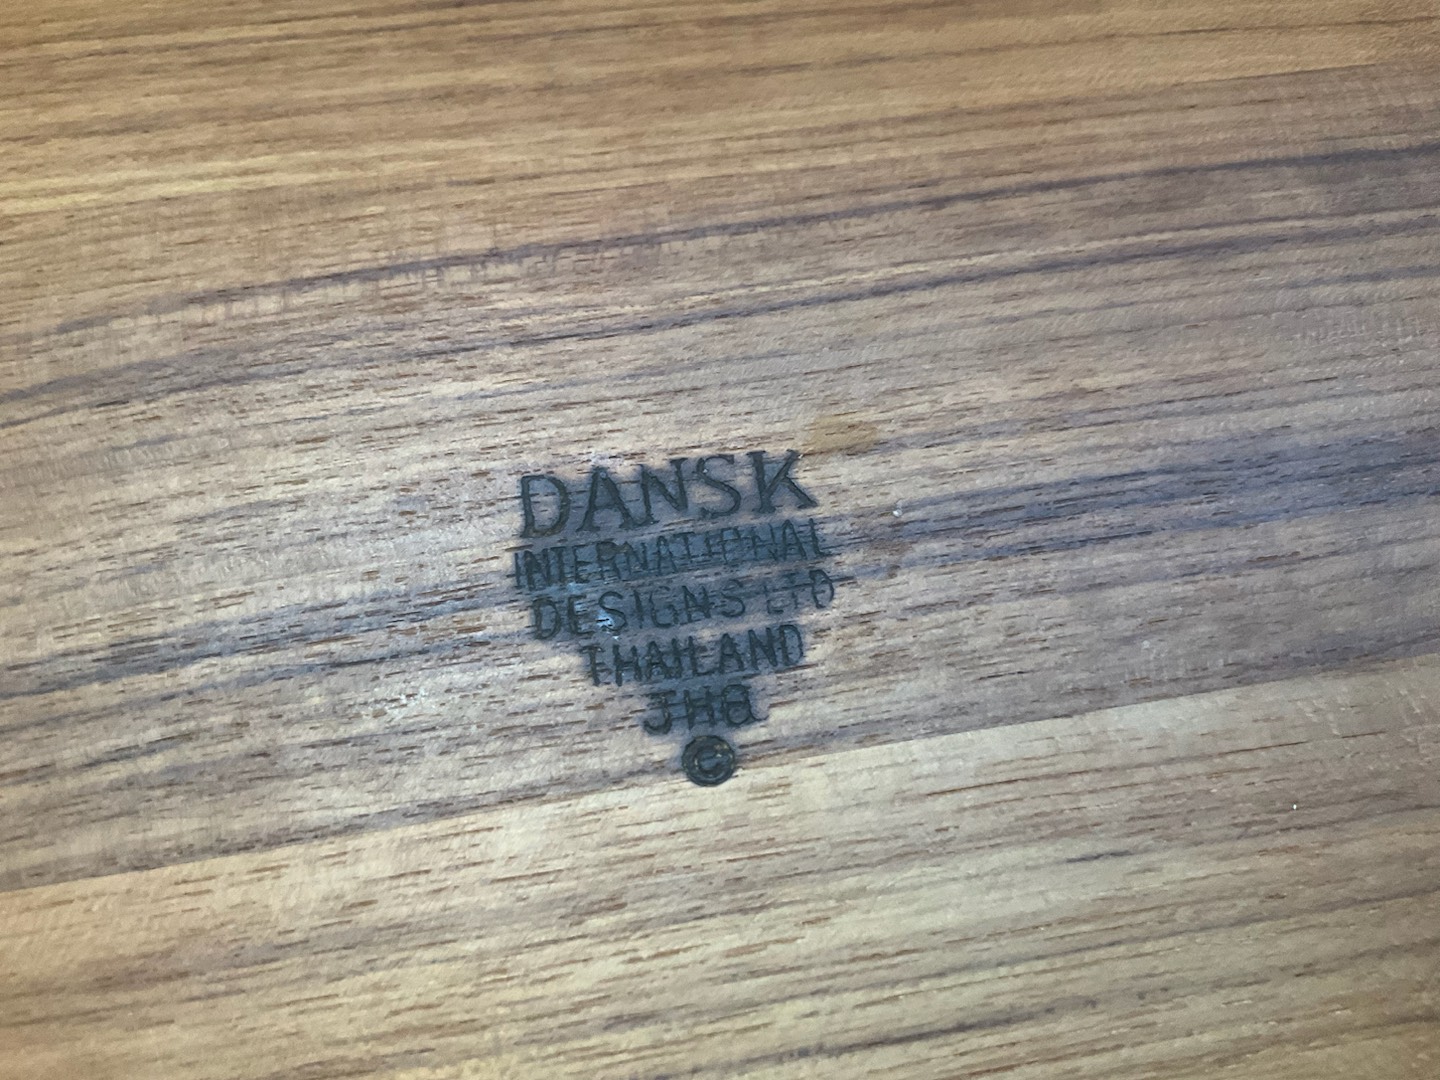 DANSK
INTERNATIONAL
DESIGNS LTD
THAILAND
JHQ
©